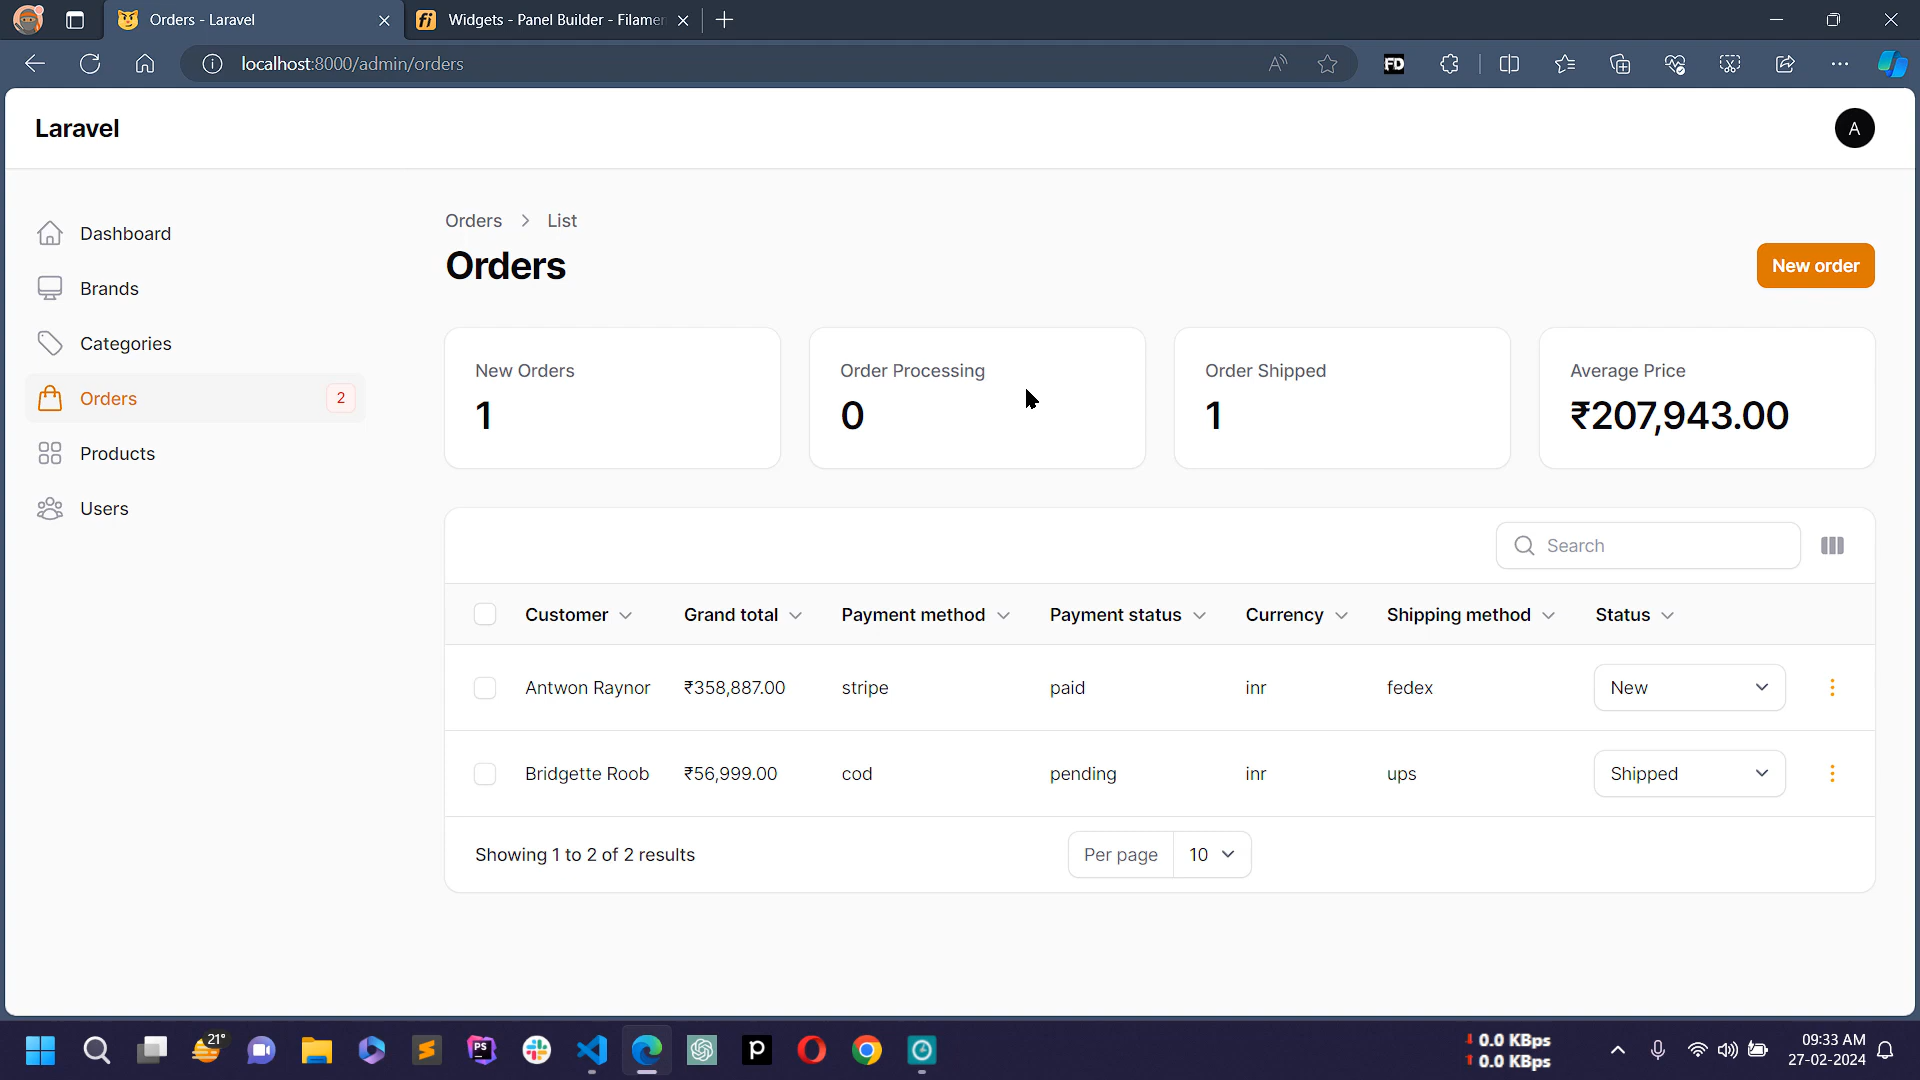 Orders - Laravel
Widgets - Panel Builder - Filamen
localhost:8000/admin/orders
FD
Laravel
A
Dashboard
Brands
Categories
Orders
2
Products
Users
Orders > List
Orders
New order
New Orders
1
Order Processing
0
Order Shipped
1
Average Price
₹207,943.00
Search
Customer Grand total Payment method Payment status Currency Shipping method Status
Antwon Raynor ₹358,887.00 stripe paid inr fedex New
Bridgette Roob ₹56,999.00 cod pending inr ups Shipped
Showing 1 to 2 of 2 results
Per page 10
21°
PS
0.0 KBps
0.0 KBps
09:33 AM
27-02-2024